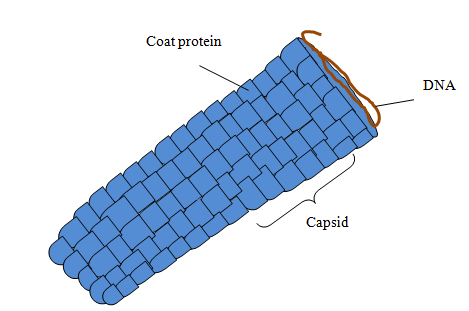 Coat protein
DNA
Capsid